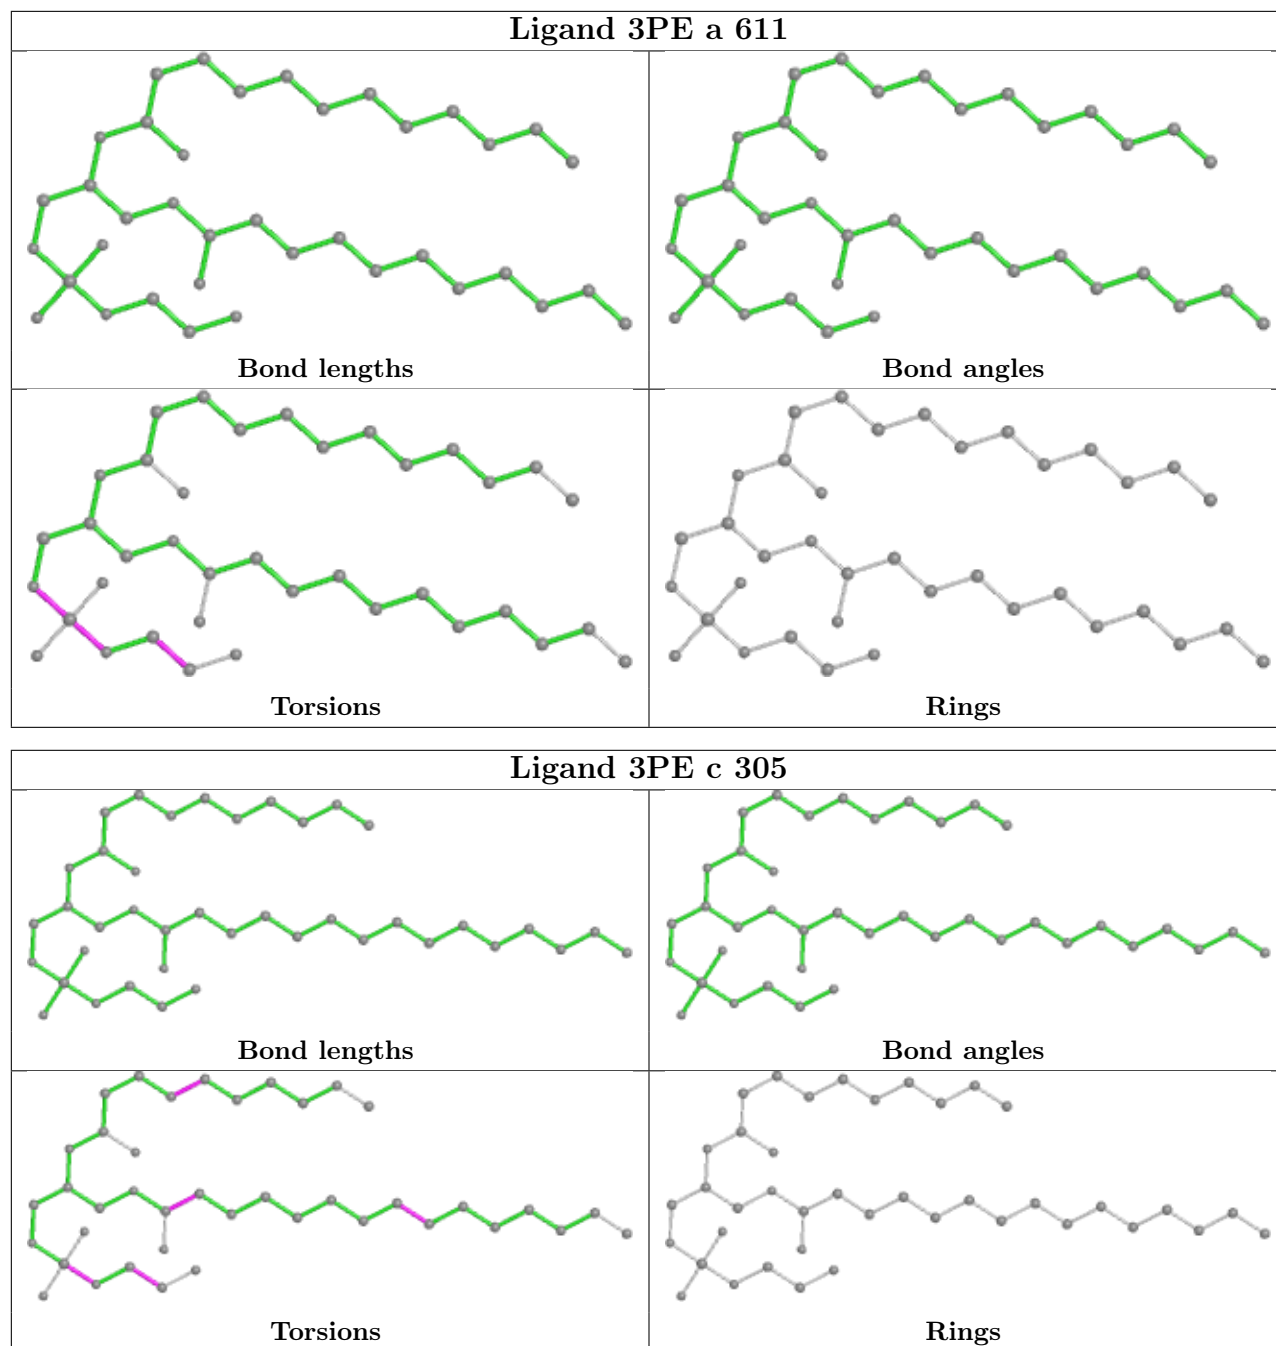 Ligand 3PE a 611
Bond lengths
Bond angles
Torsions
Rings
Ligand 3PE c 305
Bond lengths
Bond angles
Torsions
Rings